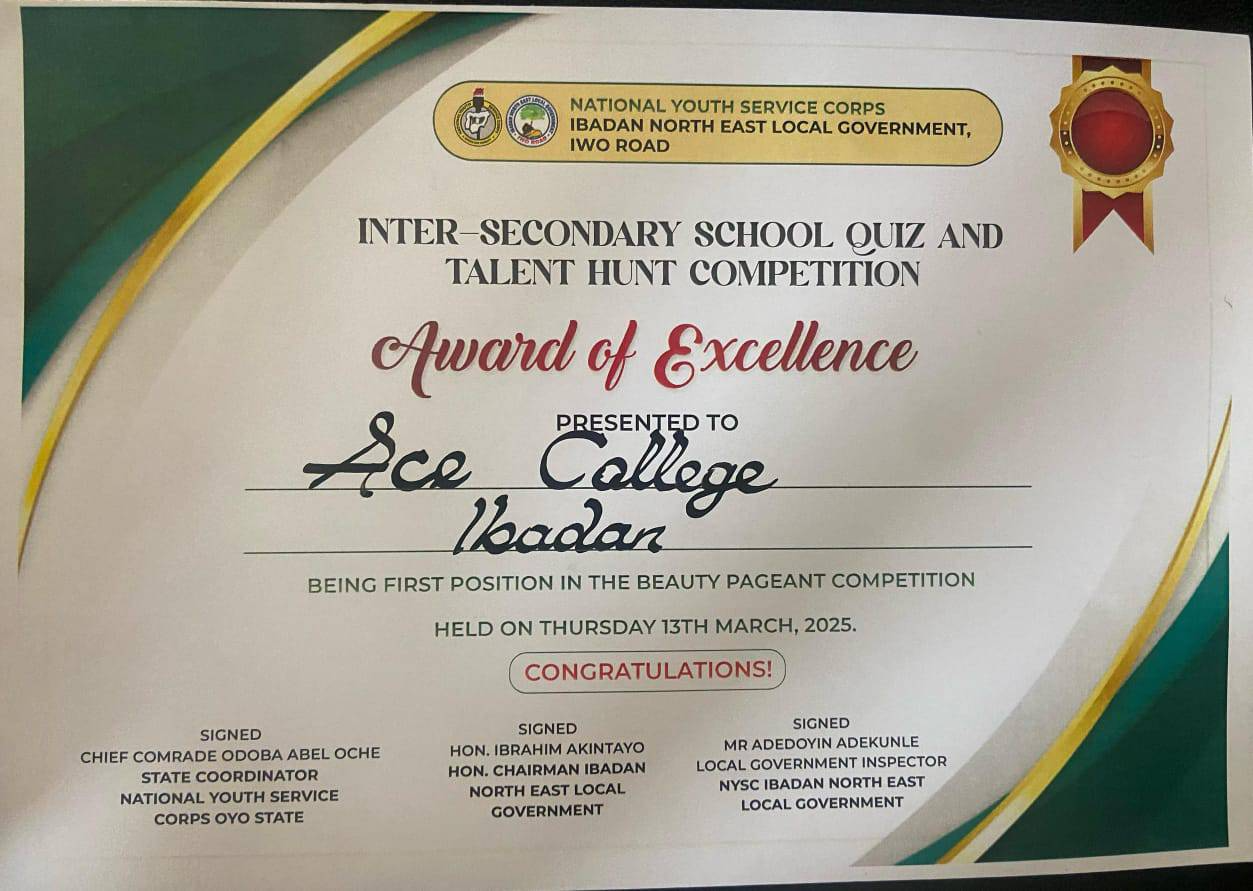 NATIONAL YOUTH SERVICE CORPS
IBADAN NORTH EAST LOCAL GOVERNMENT,
IWO ROAD
INTER-SECONDARY SCHOOL QUIZ AND
TALENT HUNT COMPETITION
Award of Excellence
PRESENTED TO
Ace College
Ibadan
BEING FIRST POSITION IN THE BEAUTY PAGEANT COMPETITION
HELD ON THURSDAY 13TH MARCH, 2025.
CONGRATULATIONS!
SIGNED
CHIEF COMRADE ODOBA ABEL OCHE
STATE COORDINATOR
NATIONAL YOUTH SERVICE
CORPS OYO STATE
SIGNED
HON. IBRAHIM AKINTAYO
HON. CHAIRMAN IBADAN
NORTH EAST LOCAL
GOVERNMENT
SIGNED
MR ADEDOYIN ADEKUNLE
LOCAL GOVERNMENT INSPECTOR
NYSC IBADAN NORTH EAST
LOCAL GOVERNMENT